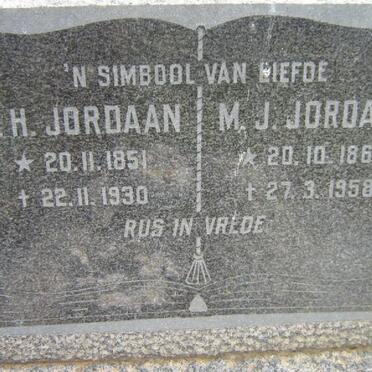 'N SIMBOOL VAN LIEFDE
.H. JORDAAN M. J. JORDA
★ 20.11.1851 ★ 20.10.186
† 22.11.1930 † 27.3.1958
RUS IN VREDE